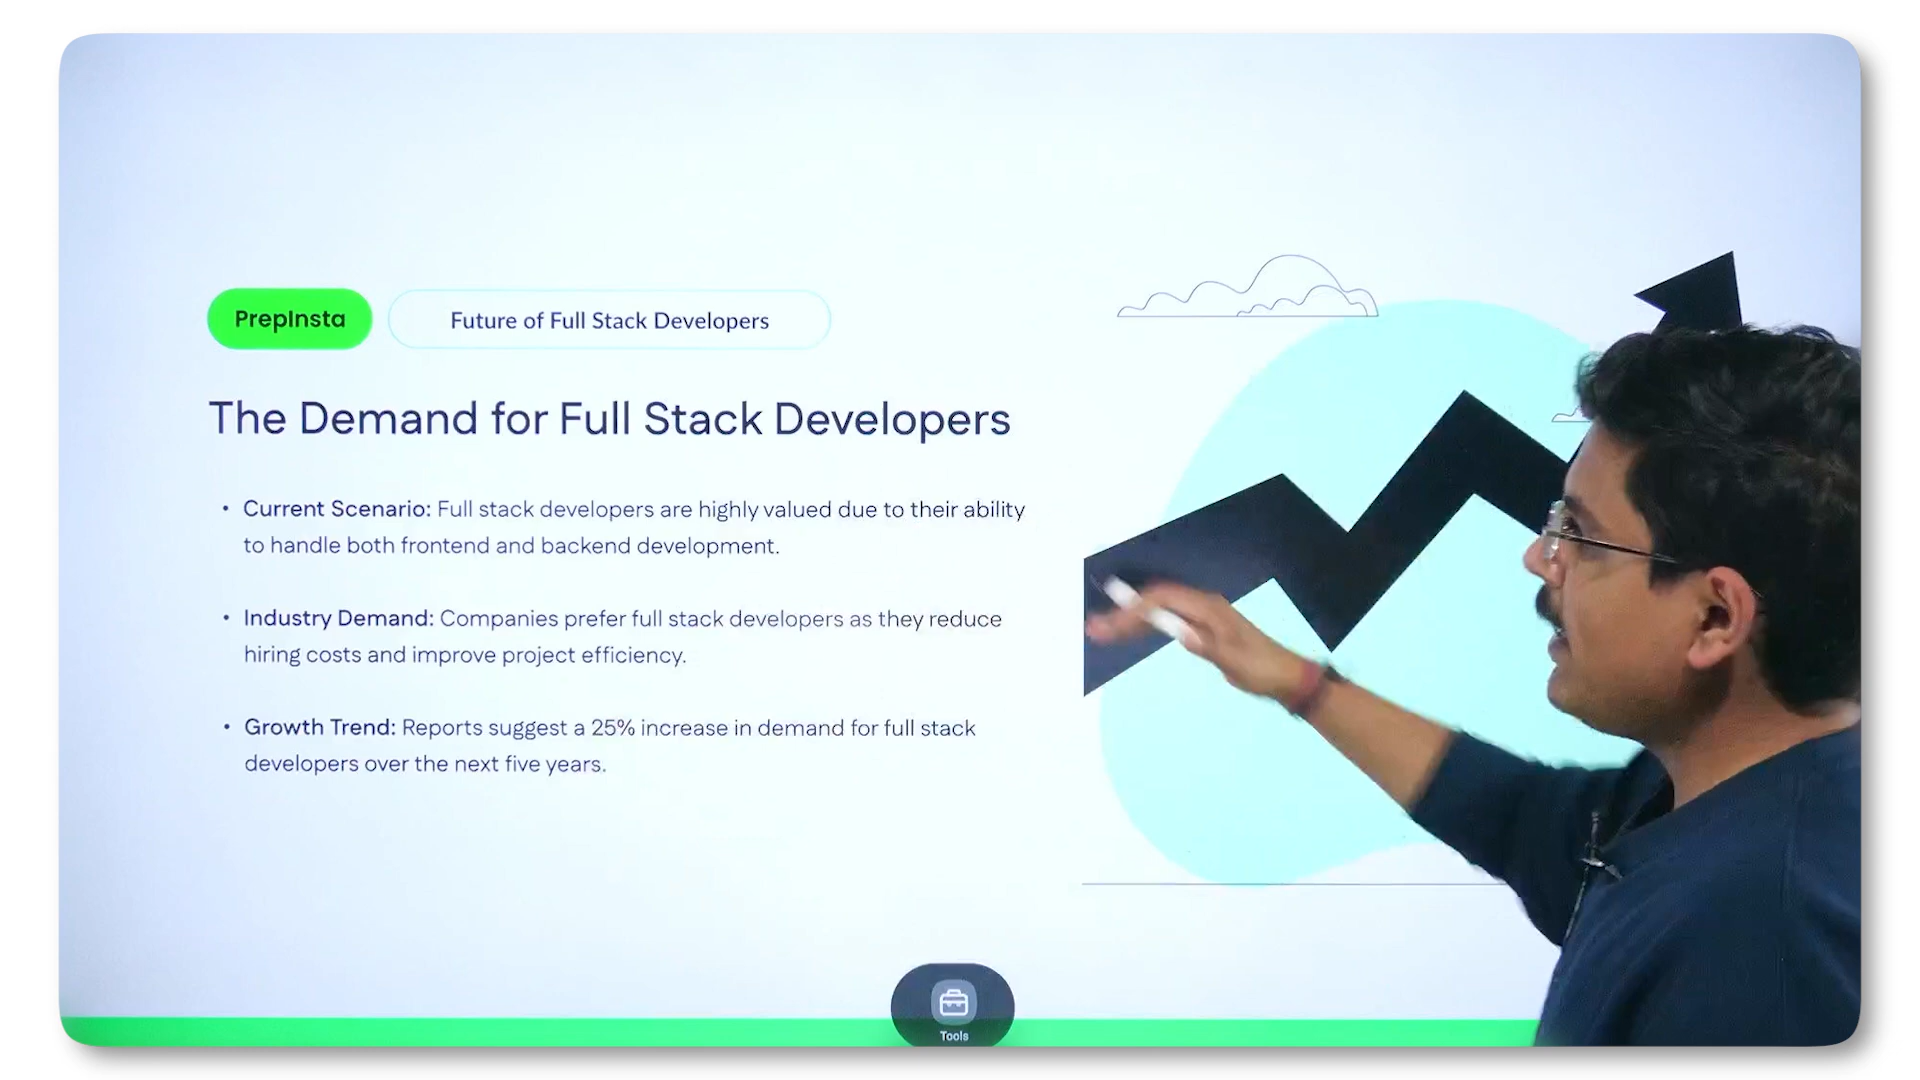 PrepInsta
Future of Full Stack Developers
The Demand for Full Stack Developers
• Current Scenario: Full stack developers are highly valued due to their ability
to handle both frontend and backend development.
• Industry Demand: Companies prefer full stack developers as they reduce
hiring costs and improve project efficiency.
• Growth Trend: Reports suggest a 25% increase in demand for full stack
developers over the next five years.
Tools